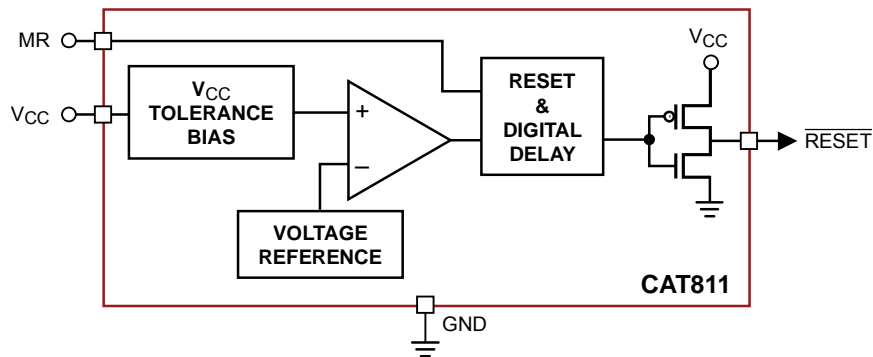 MR
VCC
VCC
TOLERANCE
BIAS
+
−
VOLTAGE
REFERENCE
RESET
&
DIGITAL
DELAY
VCC
RESET
CAT811
GND